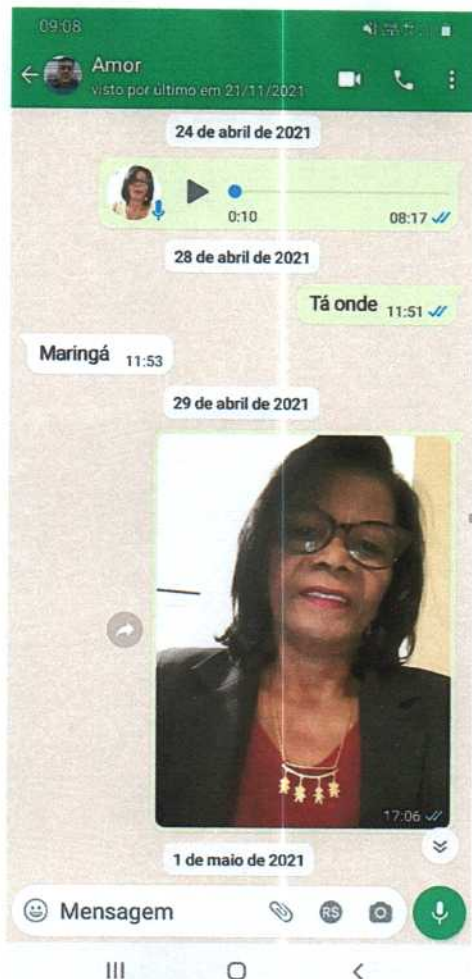 09:08
Amor
visto por último em 21/11/2021
24 de abril de 2021
0:10
08:17
28 de abril de 2021
Tá onde 11:51
Maringá 11:53
29 de abril de 2021
17:06
1 de maio de 2021
Mensagem
RS